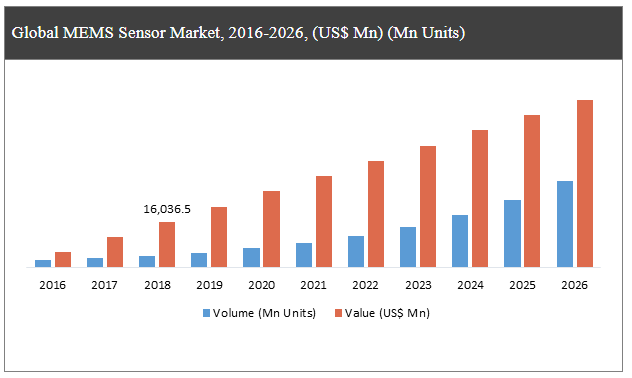 Global MEMS Sensor Market, 2016-2026, (US$ Mn) (Mn Units)
16,036.5
2016 2017 2018 2019 2020 2021 2022 2023 2024 2025 2026
Volume (Mn Units) Value (US$ Mn)